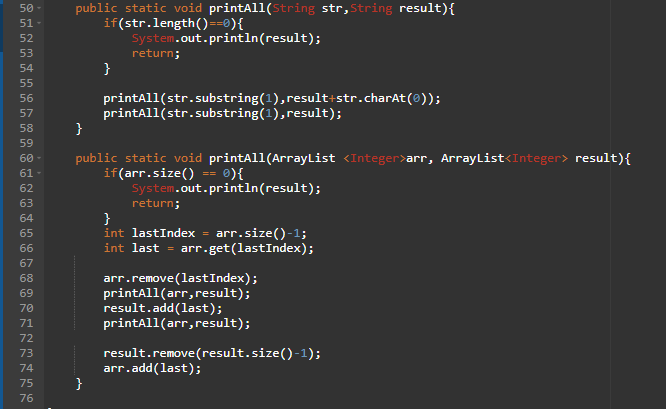 50 public static void printAll(String str,String result){
51 if(str.length()==0){
52 System.out.println(result);
53 return;
54 }
55
56 printAll(str.substring(1),result+str.charAt(0));
57 printAll(str.substring(1),result);
58 }
59
60 public static void printAll(ArrayList <Integer>arr, ArrayList<Integer> result){
61 if(arr.size() == 0){
62 System.out.println(result);
63 return;
64 }
65 int lastIndex = arr.size()-1;
66 int last = arr.get(lastIndex);
67
68 arr.remove(lastIndex);
69 printAll(arr,result);
70 result.add(last);
71 printAll(arr,result);
72
73 result.remove(result.size()-1);
74 arr.add(last);
75 }
76